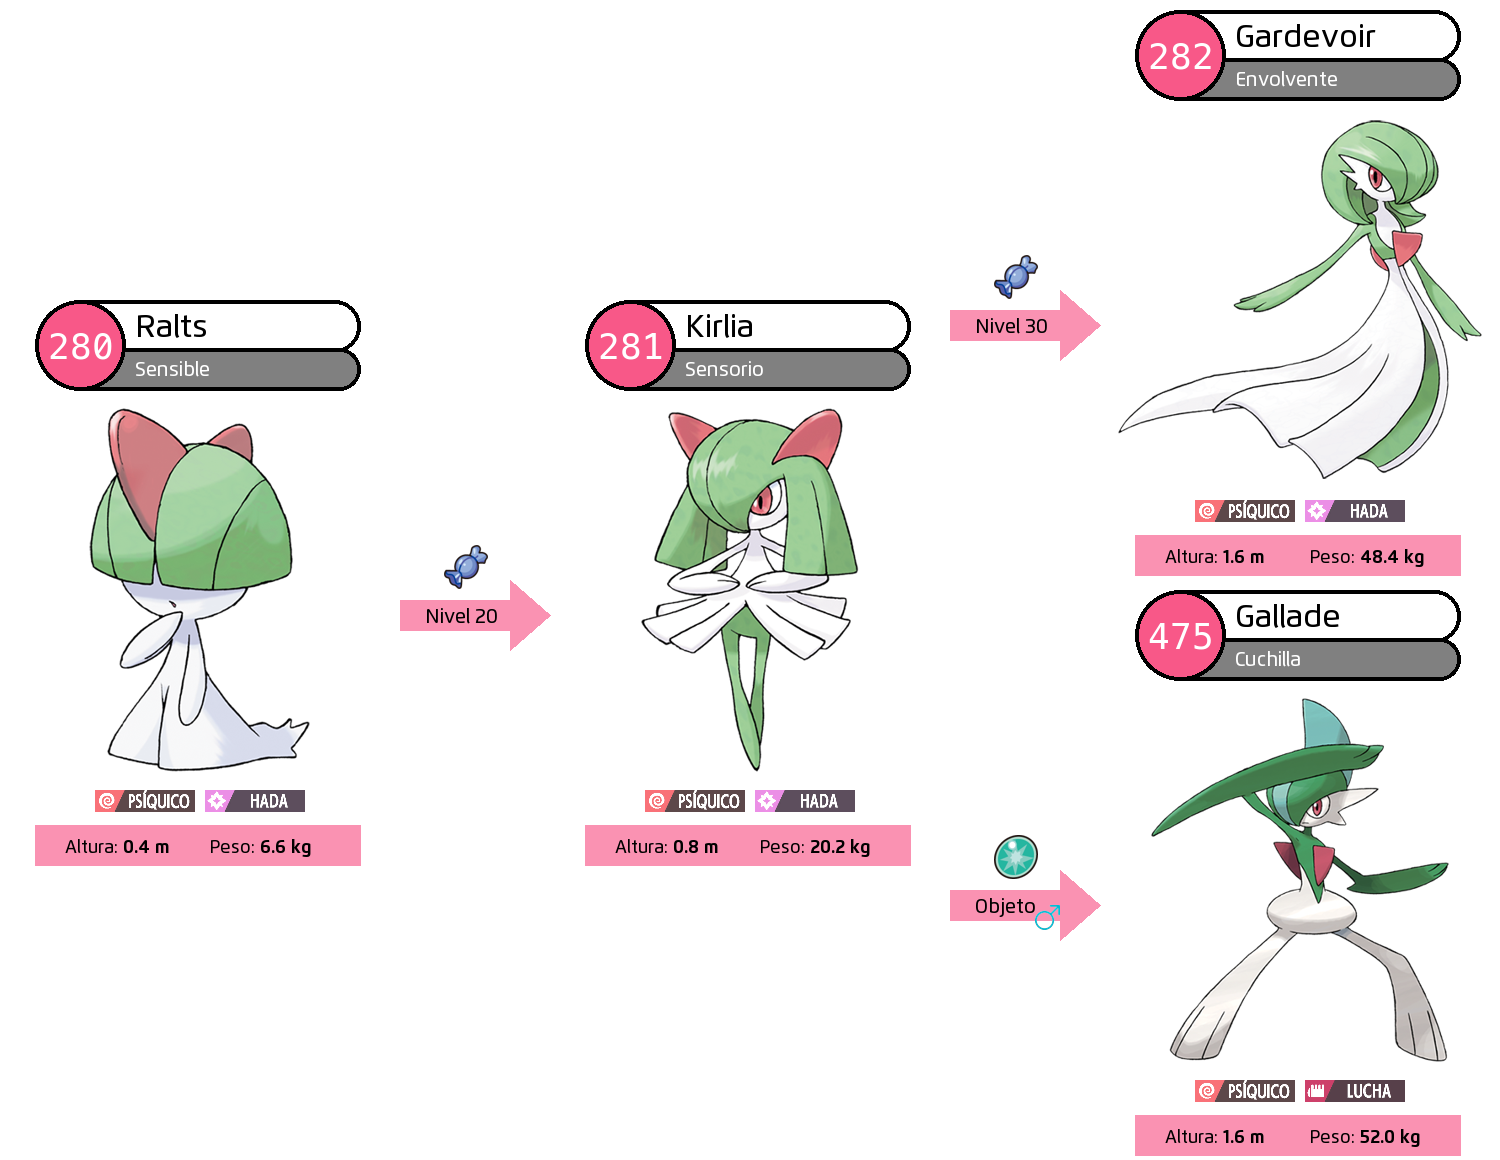 280
Ralts
Sensible
PSÍQUICO HADA
Altura: 0.4 m Peso: 6.6 kg
Nivel 20
281
Kirlia
Sensorio
PSÍQUICO HADA
Altura: 0.8 m Peso: 20.2 kg
Nivel 30
282
Gardevoir
Envolvente
PSÍQUICO HADA
Altura: 1.6 m Peso: 48.4 kg
Objeto
475
Gallade
Cuchilla
PSÍQUICO LUCHA
Altura: 1.6 m Peso: 52.0 kg